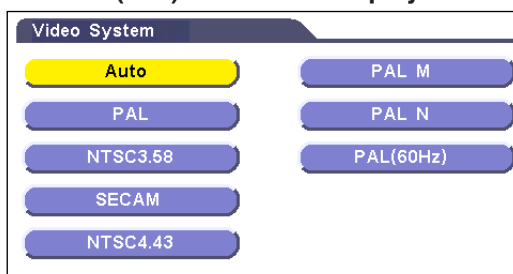 Video System
Auto
PAL
NTSC3.58
SECAM
NTSC4.43
PAL M
PAL N
PAL(60Hz)